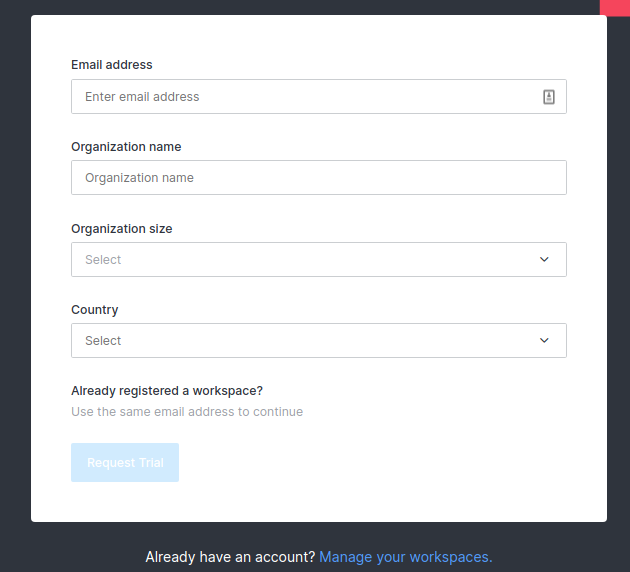 Email address
Enter email address
Organization name
Organization name
Organization size
Select
Country
Select
Already registered a workspace?
Use the same email address to continue
Request Trial
Already have an account? Manage your workspaces.